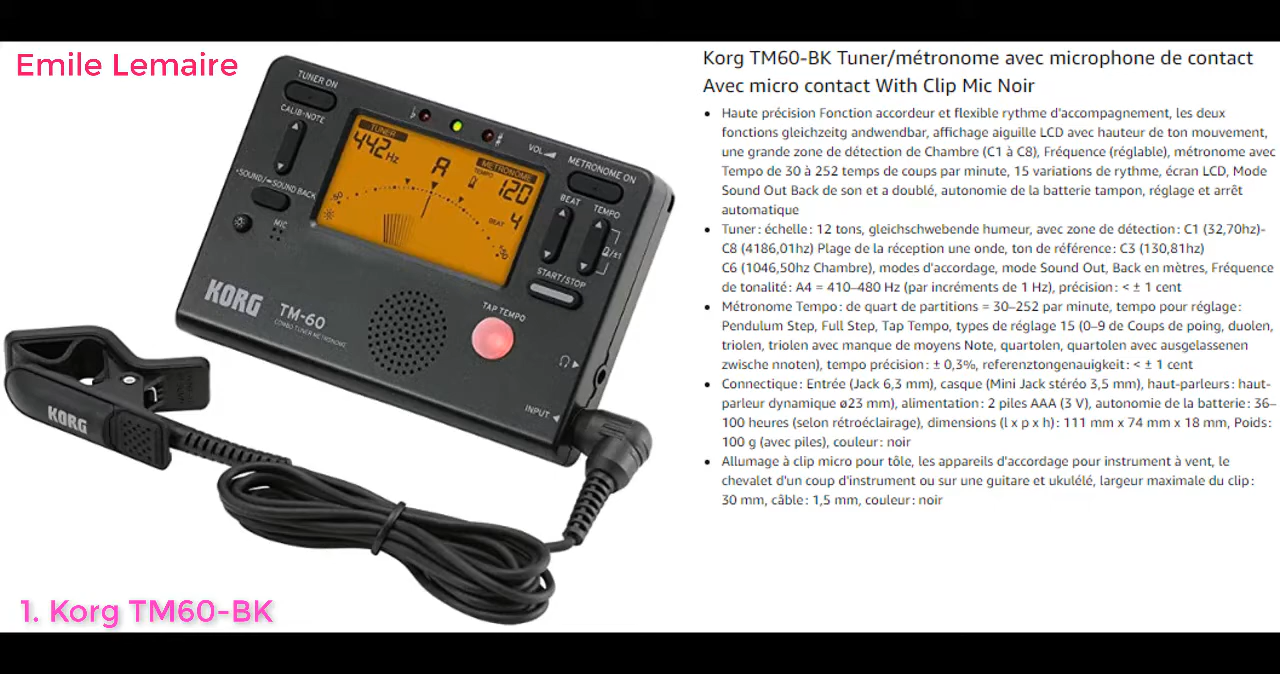 Emile Lemaire
TUNER ON
CALIB•NOTE
•SOUND/
SOUND BACK
MIC
TUNER
442Hz
A
METRONOME
TEMPO
120
BEAT
4
50
50
VOL
METRONOME ON
BEAT
TEMPO
START/STOP
TAP TEMPO
KORG
TM-60
COMBO TUNER METRONOME
INPUT
KORG
1. Korg TM60-BK
Korg TM60-BK Tuner/métronome avec microphone de contact
Avec micro contact With Clip Mic Noir
• Haute précision Fonction accordeur et flexible rythme d'accompagnement, les deux
fonctions gleichzeitg andwendbar, affichage aiguille LCD avec hauteur de ton mouvement,
une grande zone de détection de Chambre (C1 à C8), Fréquence (réglable), métronome avec
Tempo de 30 à 252 temps de coups par minute, 15 variations de rythme, écran LCD, Mode
Sound Out Back de son et a doublé, autonomie de la batterie tampon, réglage et arrêt
automatique
• Tuner : échelle : 12 tons, gleichschwebende humeur, avec zone de détection : C1 (32,70hz)-
C8 (4186,01hz) Plage de la réception une onde, ton de référence : C3 (130,81hz)
C6 (1046,50hz Chambre), modes d'accordage, mode Sound Out, Back en mètres, Fréquence
de tonalité : A4 = 410–480 Hz (par incréments de 1 Hz), précision : < ± 1 cent
• Métronome Tempo : de quart de partitions = 30–252 par minute, tempo pour réglage :
Pendulum Step, Full Step, Tap Tempo, types de réglage 15 (0–9 de Coups de poing, duolen,
triolen, triolen avec manque de moyens Note, quartolen, quartolen avec ausgelassenen
zwische nnoten), tempo précision : ± 0,3%, referenztongenauigkeit : < ± 1 cent
• Connectique : Entrée (Jack 6,3 mm), casque (Mini Jack stéréo 3,5 mm), haut-parleurs : haut-
parleur dynamique ø23 mm), alimentation : 2 piles AAA (3 V), autonomie de la batterie : 36–
100 heures (selon rétroéclairage), dimensions (l x p x h) : 111 mm x 74 mm x 18 mm, Poids :
100 g (avec piles), couleur : noir
• Allumage à clip micro pour tôle, les appareils d'accordage pour instrument à vent, le
chevalet d'un coup d'instrument ou sur une guitare et ukulélé, largeur maximale du clip :
30 mm, câble : 1,5 mm, couleur : noir